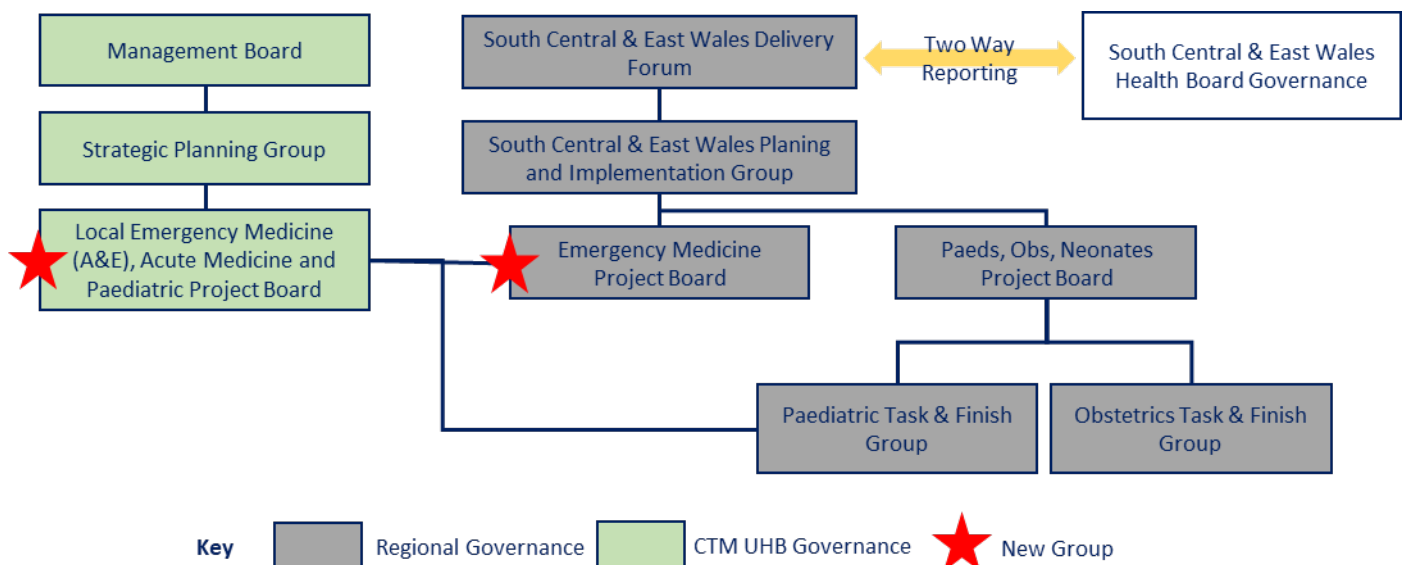 Management Board
Strategic Planning Group
Local Emergency Medicine
(A&E), Acute Medicine and
Paediatric Project Board
South Central & East Wales Delivery
Forum
Two Way
Reporting
South Central & East Wales
Health Board Governance
South Central & East Wales Planing
and Implementation Group
Emergency Medicine
Project Board
Paeds, Obs, Neonates
Project Board
Paediatric Task & Finish
Group
Obstetrics Task & Finish
Group
Key
Regional Governance
CTM UHB Governance
New Group